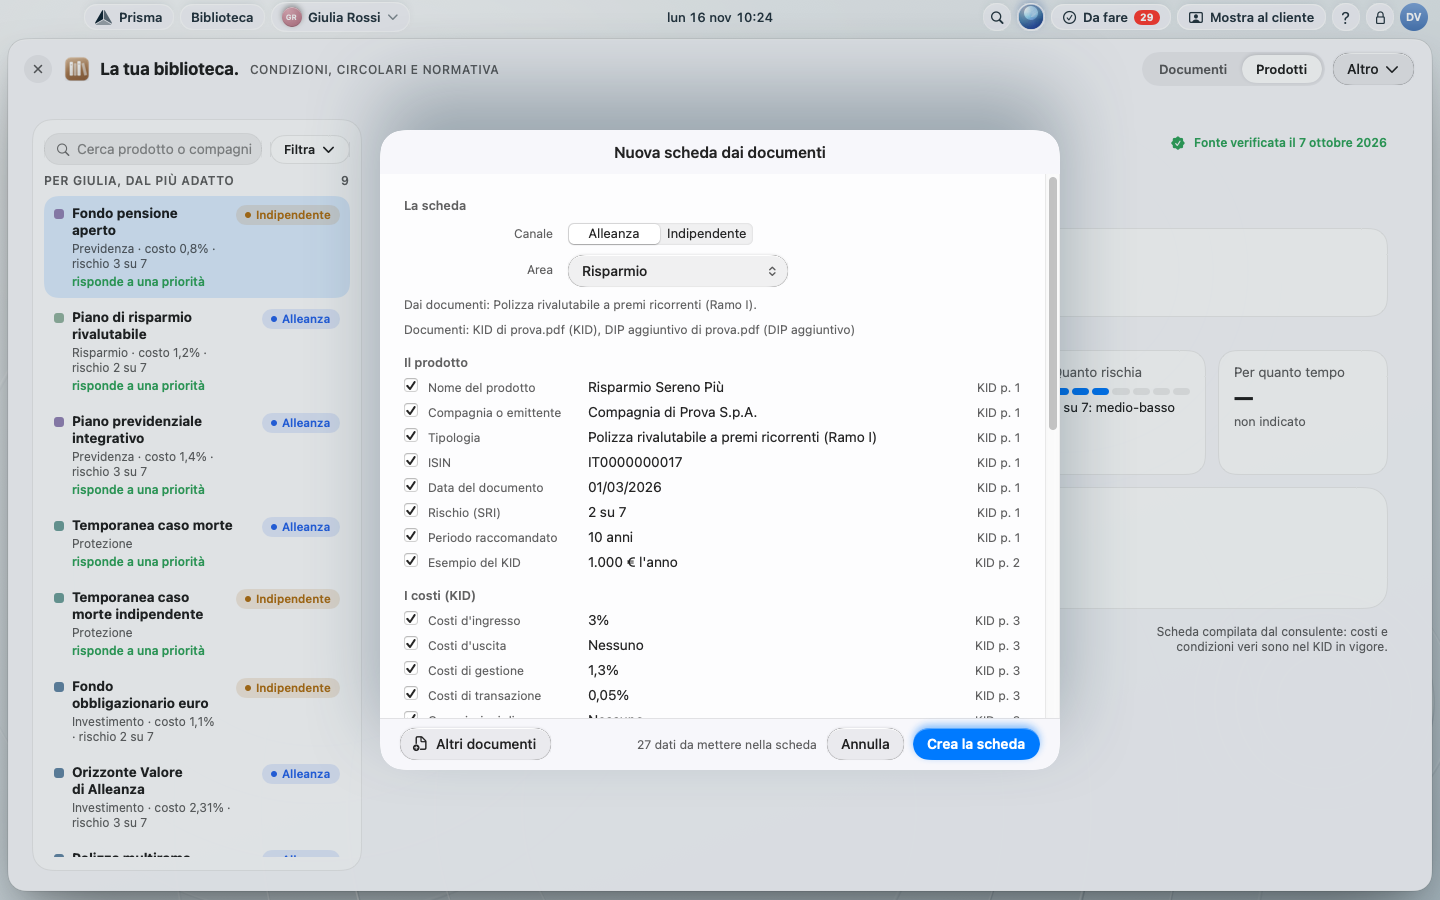 Prisma
Biblioteca
GR Giulia Rossi
lun 16 nov 10:24
Da fare 29
Mostra al cliente
?
DV
La tua biblioteca. CONDIZIONI, CIRCOLARI E NORMATIVA
Documenti
Prodotti
Altro
Cerca prodotto o compagni
Filtra
PER GIULIA, DAL PIÙ ADATTO 9
Fondo pensione aperto
Indipendente
Previdenza · costo 0,8% ·
rischio 3 su 7
risponde a una priorità
Piano di risparmio
rivalutabile
Alleanza
Risparmio · costo 1,2% ·
rischio 2 su 7
risponde a una priorità
Piano previdenziale
integrativo
Alleanza
Previdenza · costo 1,4% ·
rischio 3 su 7
risponde a una priorità
Temporanea caso morte
Alleanza
Protezione
risponde a una priorità
Temporanea caso
morte indipendente
Indipendente
Protezione
risponde a una priorità
Fondo
obbligazionario euro
Indipendente
Investimento · costo 1,1%
· rischio 2 su 7
Orizzonte Valore
di Alleanza
Alleanza
Investimento · costo 2,31% ·
rischio 3 su 7
Fonte verificata il 7 ottobre 2026
Quanto rischia
su 7: medio-basso
Per quanto tempo
—
non indicato
Scheda compilata dal consulente: costi e
condizioni veri sono nel KID in vigore.
Nuova scheda dai documenti
La scheda
Canale Alleanza Indipendente
Area Risparmio
Dai documenti: Polizza rivalutabile a premi ricorrenti (Ramo I).
Documenti: KID di prova.pdf (KID), DIP aggiuntivo di prova.pdf (DIP aggiuntivo)
Il prodotto
Nome del prodotto Risparmio Sereno Più KID p. 1
Compagnia o emittente Compagnia di Prova S.p.A. KID p. 1
Tipologia Polizza rivalutabile a premi ricorrenti (Ramo I) KID p. 1
ISIN IT0000000017 KID p. 1
Data del documento 01/03/2026 KID p. 1
Rischio (SRI) 2 su 7 KID p. 1
Periodo raccomandato 10 anni KID p. 1
Esempio del KID 1.000 € l'anno KID p. 2
I costi (KID)
Costi d'ingresso 3% KID p. 3
Costi d'uscita Nessuno KID p. 3
Costi di gestione 1,3% KID p. 3
Costi di transazione 0,05% KID p. 3
Altri documenti
27 dati da mettere nella scheda
Annulla
Crea la scheda